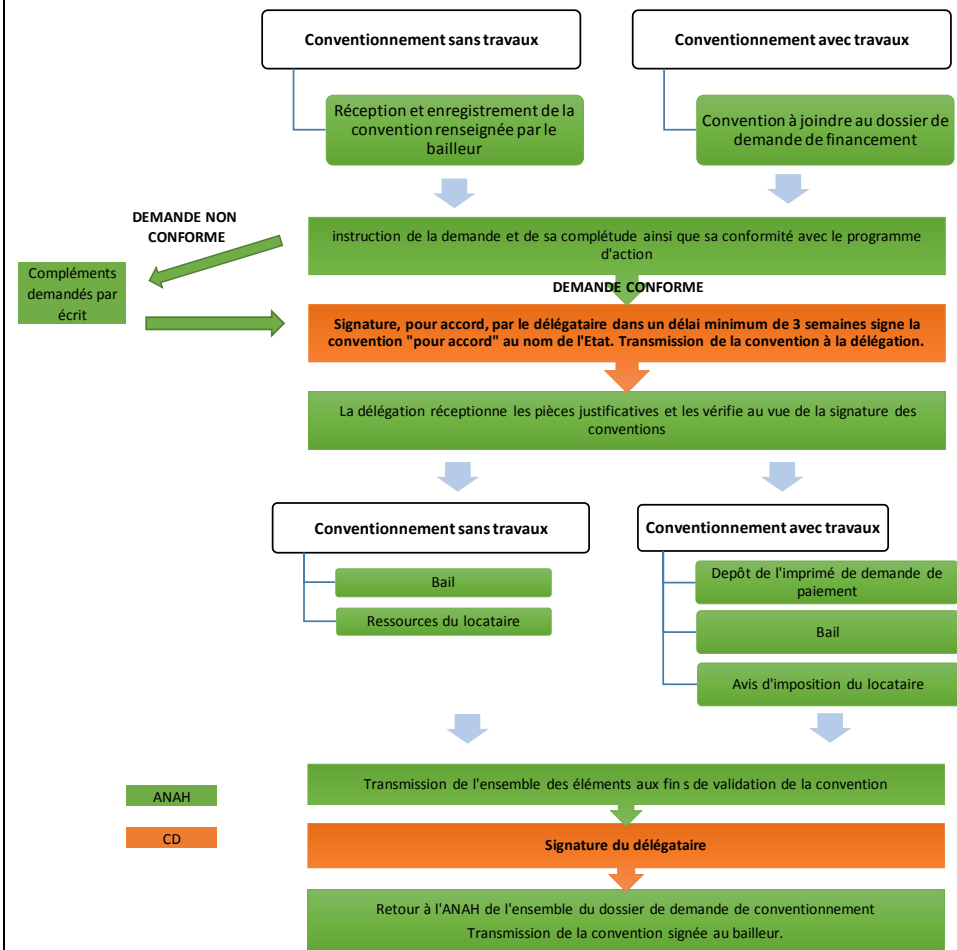 Conventionnement sans travaux
Conventionnement avec travaux
Réception et enregistrement de la
convention renseignée par le
bailleur
Convention à joindre au dossier de
demande de financement
DEMANDE NON
CONFORME
instruction de la demande et de sa complétude ainsi que sa conformité avec le programme
d'action
Compléments
demandés par
écrit
DEMANDE CONFORME
Signature, pour accord, par le délégataire dans un délai minimum de 3 semaines signe la
convention "pour accord" au nom de l'Etat. Transmission de la convention à la délégation.
La délégation réceptionne les pièces justificatives et les vérifie au vue de la signature des
conventions
Conventionnement sans travaux
Conventionnement avec travaux
Bail
Ressources du locataire
Depôt de l'imprimé de demande de
paiement
Bail
Avis d'imposition du locataire
Transmission de l'ensemble des éléments aux fin s de validation de la convention
ANAH
CD
Signature du délégataire
Retour à l'ANAH de l'ensemble du dossier de demande de conventionnement
Transmission de la convention signée au bailleur.